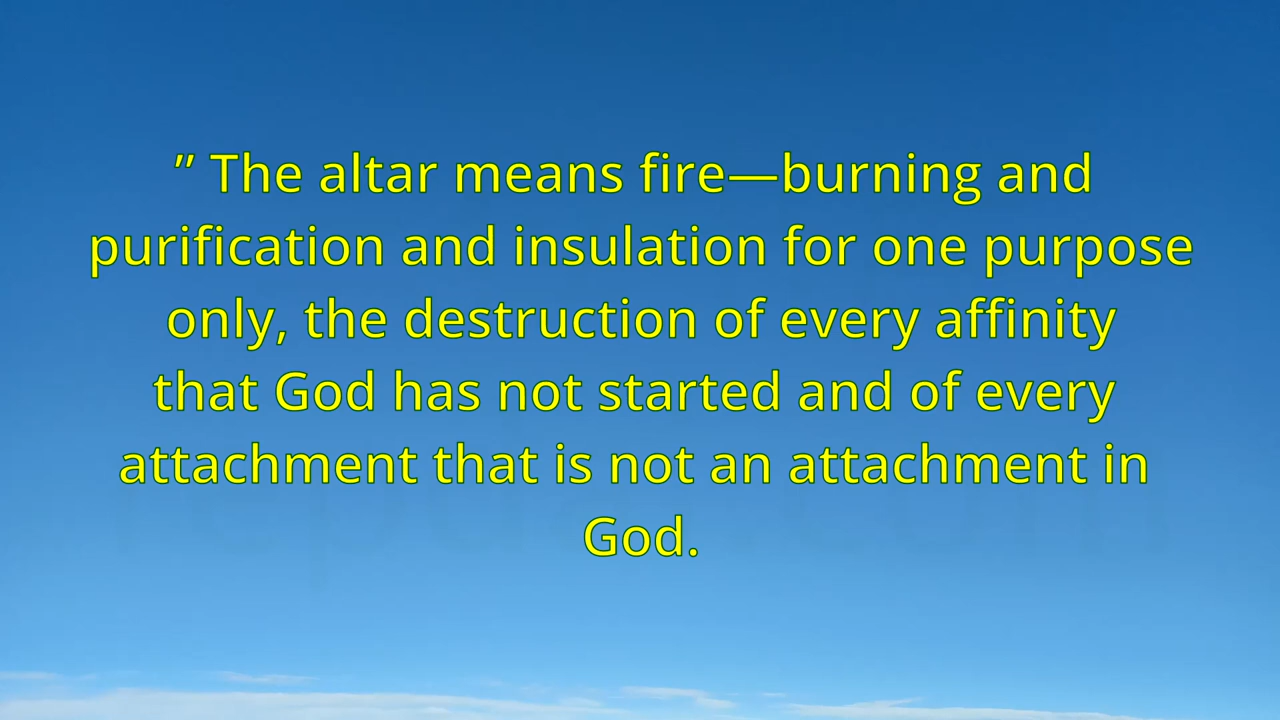 ” The altar means fire—burning and
purification and insulation for one purpose
only, the destruction of every affinity
that God has not started and of every
attachment that is not an attachment in
God.